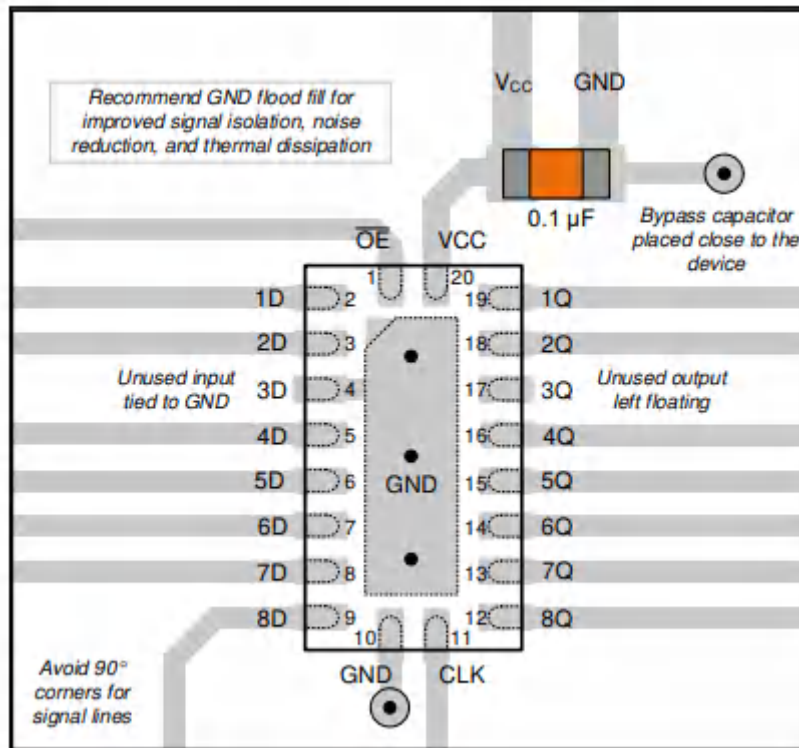 Recommend GND flood fill for
improved signal isolation, noise
reduction, and thermal dissipation
VCC
GND
0.1 µF
Bypass capacitor
placed close to the
device
O̅E̅
VCC
1
20
1D
2
19
1Q
2D
3
18
2Q
Unused input
tied to GND
3D
4
17
3Q
Unused output
left floating
4D
5
16
4Q
5D
6
15
5Q
GND
6D
7
14
6Q
7D
8
13
7Q
8D
9
12
8Q
10
11
GND
CLK
Avoid 90°
corners for
signal lines